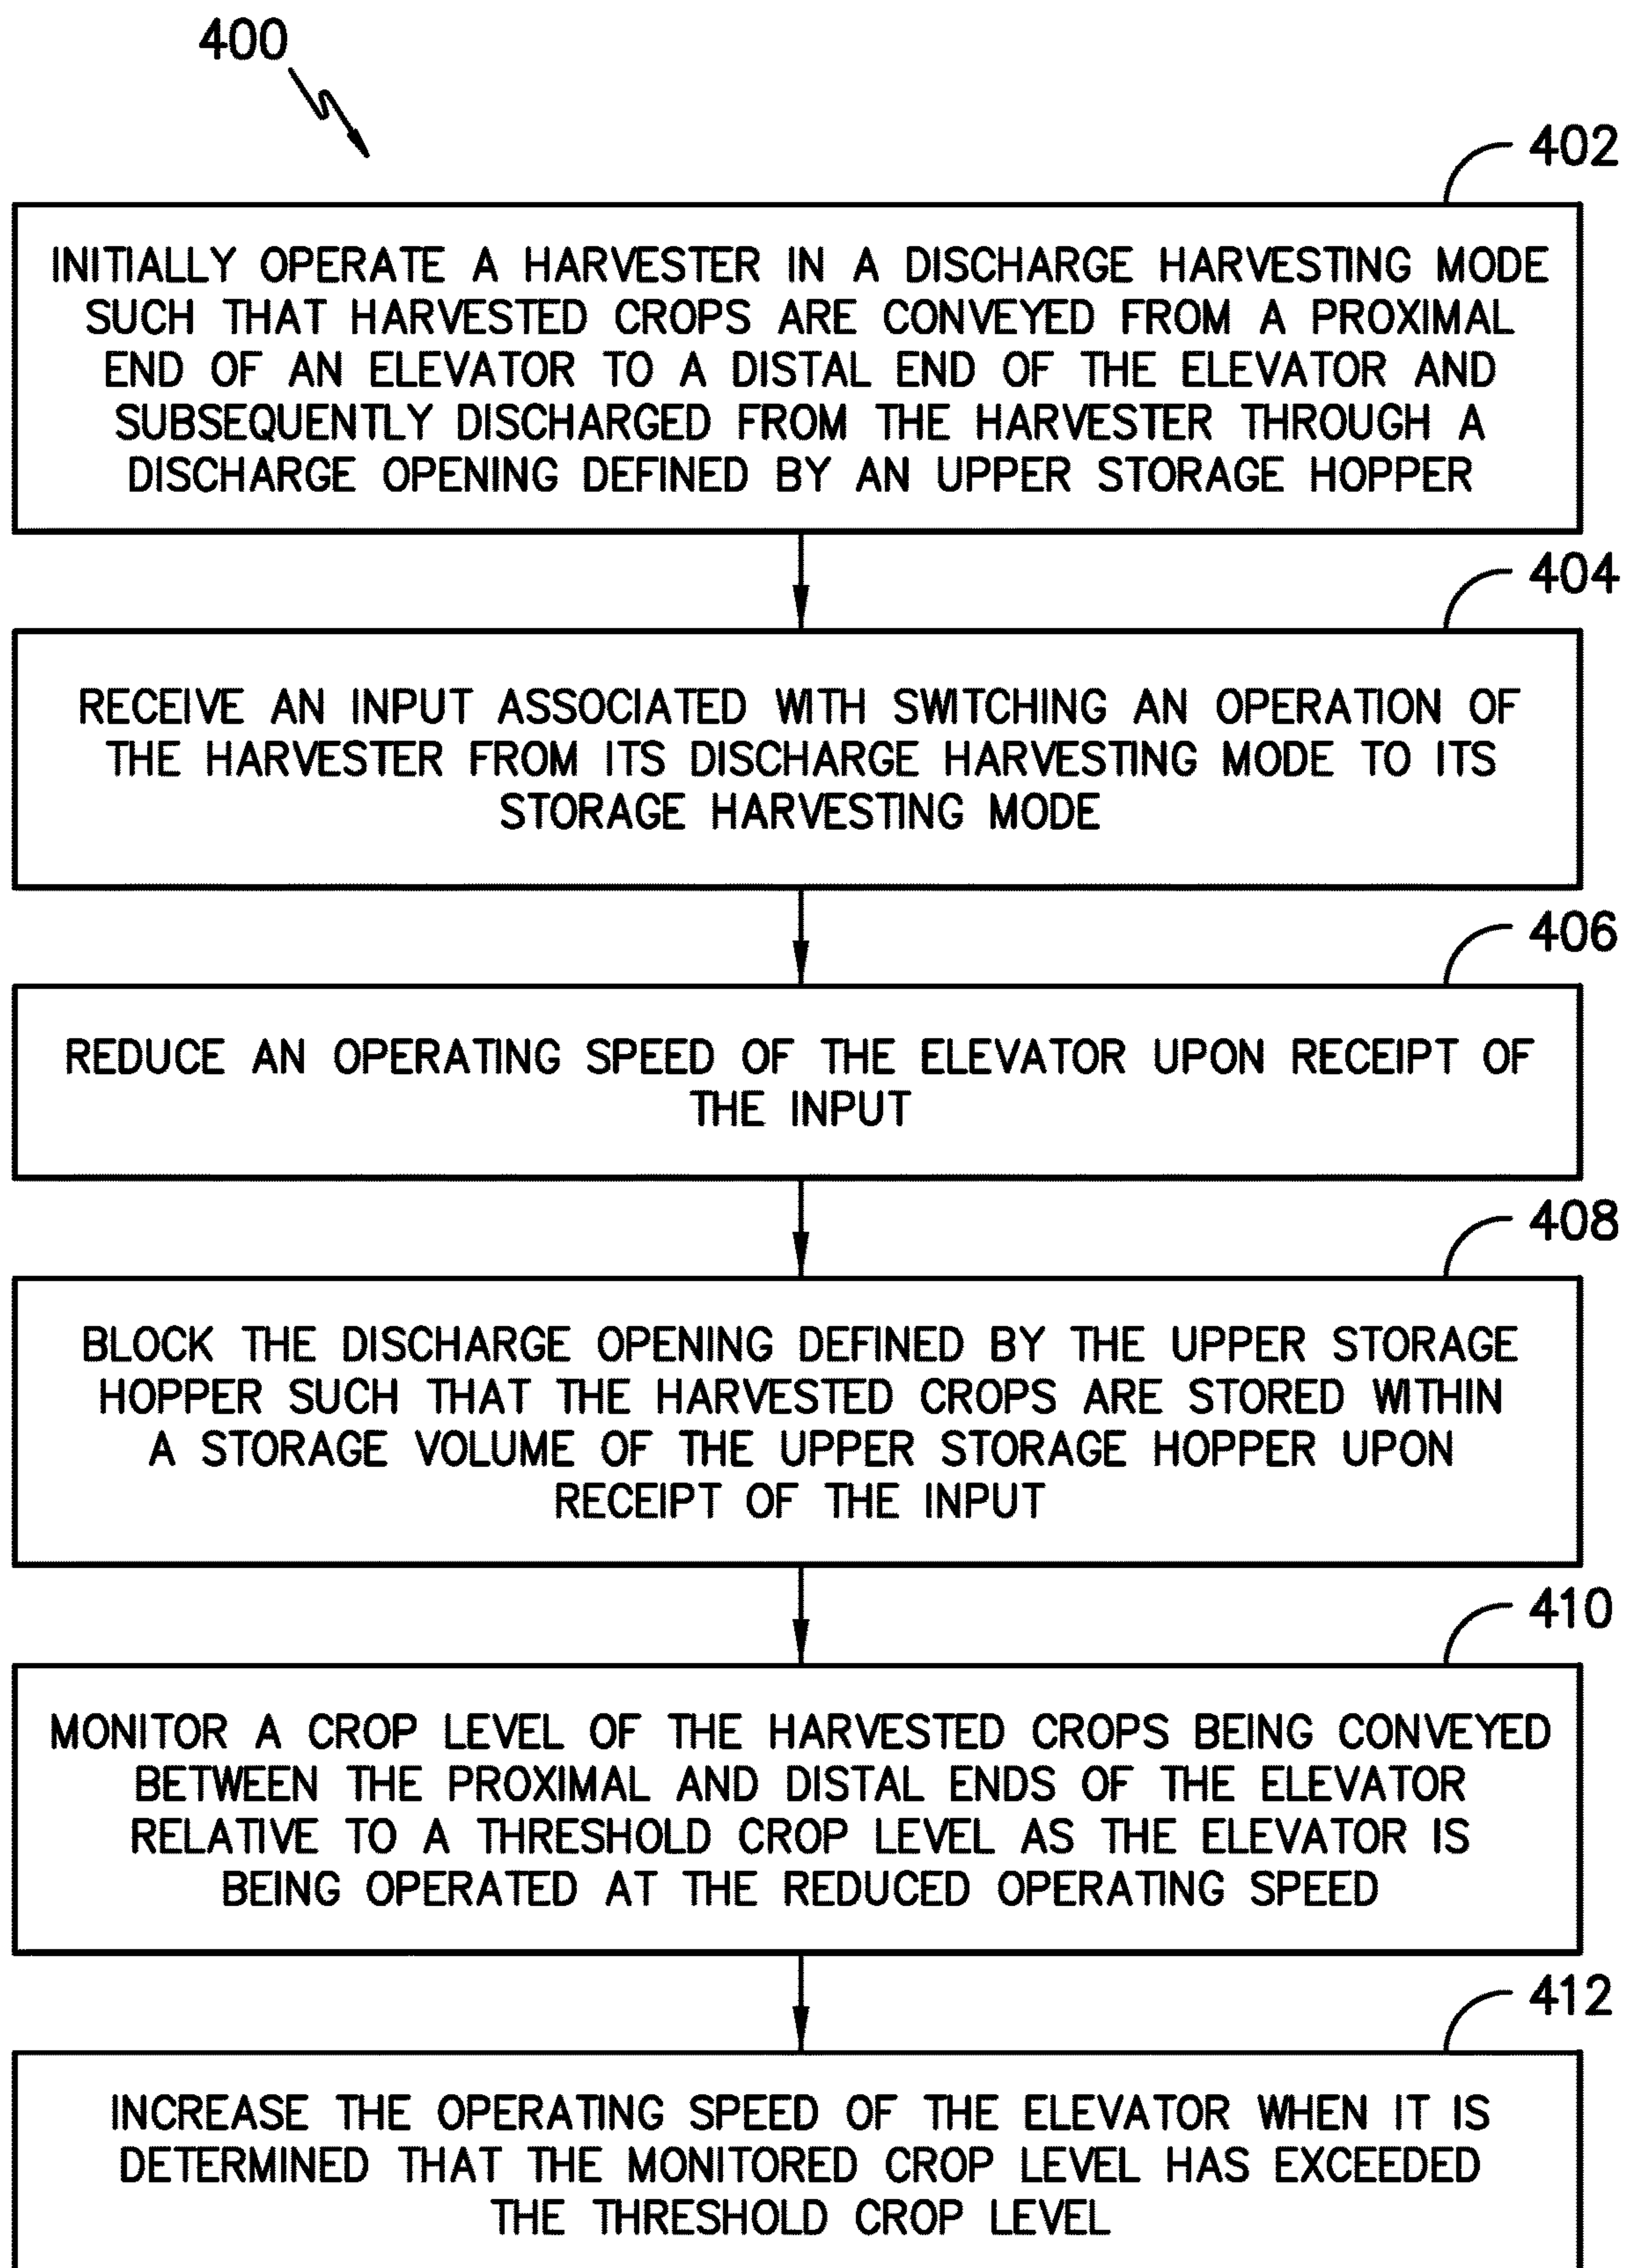 400
402
INITIALLY OPERATE A HARVESTER IN A DISCHARGE HARVESTING MODE
SUCH THAT HARVESTED CROPS ARE CONVEYED FROM A PROXIMAL
END OF AN ELEVATOR TO A DISTAL END OF THE ELEVATOR AND
SUBSEQUENTLY DISCHARGED FROM THE HARVESTER THROUGH A
DISCHARGE OPENING DEFINED BY AN UPPER STORAGE HOPPER
404
RECEIVE AN INPUT ASSOCIATED WITH SWITCHING AN OPERATION OF
THE HARVESTER FROM ITS DISCHARGE HARVESTING MODE TO ITS
STORAGE HARVESTING MODE
406
REDUCE AN OPERATING SPEED OF THE ELEVATOR UPON RECEIPT OF
THE INPUT
408
BLOCK THE DISCHARGE OPENING DEFINED BY THE UPPER STORAGE
HOPPER SUCH THAT THE HARVESTED CROPS ARE STORED WITHIN
A STORAGE VOLUME OF THE UPPER STORAGE HOPPER UPON
RECEIPT OF THE INPUT
410
MONITOR A CROP LEVEL OF THE HARVESTED CROPS BEING CONVEYED
BETWEEN THE PROXIMAL AND DISTAL ENDS OF THE ELEVATOR
RELATIVE TO A THRESHOLD CROP LEVEL AS THE ELEVATOR IS
BEING OPERATED AT THE REDUCED OPERATING SPEED
412
INCREASE THE OPERATING SPEED OF THE ELEVATOR WHEN IT IS
DETERMINED THAT THE MONITORED CROP LEVEL HAS EXCEEDED
THE THRESHOLD CROP LEVEL